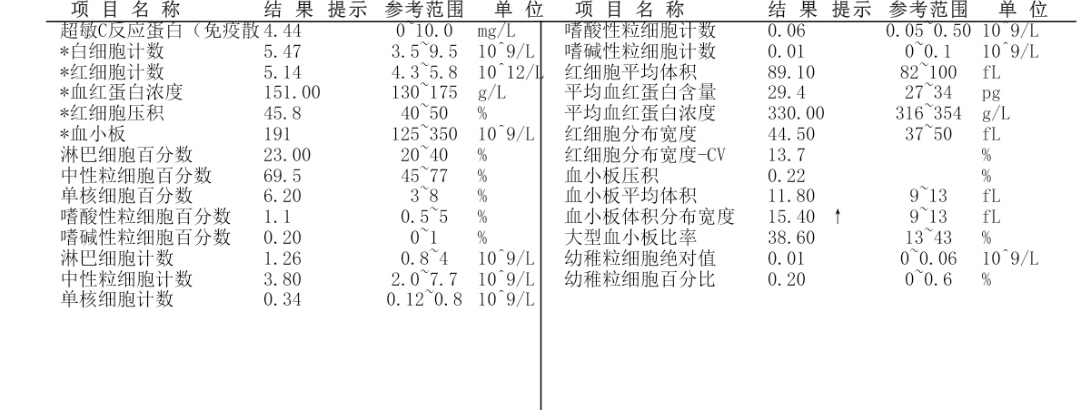 项 目 名 称 结 果 提示 参考范围 单 位
超敏C反应蛋白（免疫散 4.44 0~10.0 mg/L
*白细胞计数 5.47 3.5~9.5 10^9/L
*红细胞计数 5.14 4.3~5.8 10^12/L
*血红蛋白浓度 151.00 130~175 g/L
*红细胞压积 45.8 40~50 %
*血小板 191 125~350 10^9/L
淋巴细胞百分数 23.00 20~40 %
中性粒细胞百分数 69.5 45~77 %
单核细胞百分数 6.20 3~8 %
嗜酸性粒细胞百分数 1.1 0.5~5 %
嗜碱性粒细胞百分数 0.20 0~1 %
淋巴细胞计数 1.26 0.8~4 10^9/L
中性粒细胞计数 3.80 2.0~7.7 10^9/L
单核细胞计数 0.34 0.12~0.8 10^9/L
项 目 名 称 结 果 提示 参考范围 单 位
嗜酸性粒细胞计数 0.06 0.05~0.50 10^9/L
嗜碱性粒细胞计数 0.01 0~0.1 10^9/L
红细胞平均体积 89.10 82~100 fL
平均血红蛋白含量 29.4 27~34 pg
平均血红蛋白浓度 330.00 316~354 g/L
红细胞分布宽度 44.50 37~50 fL
红细胞分布宽度-CV 13.7 %
血小板压积 0.22 %
血小板平均体积 11.80 9~13 fL
血小板体积分布宽度 15.40 ↑ 9~13 fL
大型血小板比率 38.60 13~43 %
幼稚粒细胞绝对值 0.01 0~0.06 10^9/L
幼稚粒细胞百分比 0.20 0~0.6 %